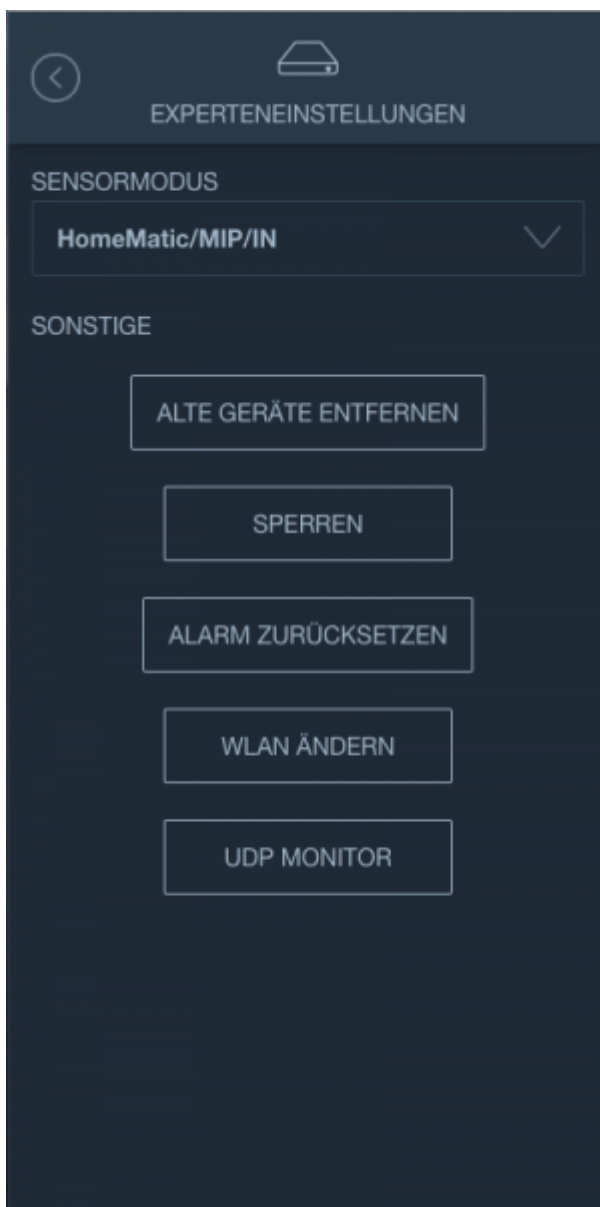 EXPERTENEINSTELLUNGEN
SENSORMODUS
HomeMatic/MIP/IN
SONSTIGE
ALTE GERÄTE ENTFERNEN
SPERREN
ALARM ZURÜCKSETZEN
WLAN ÄNDERN
UDP MONITOR